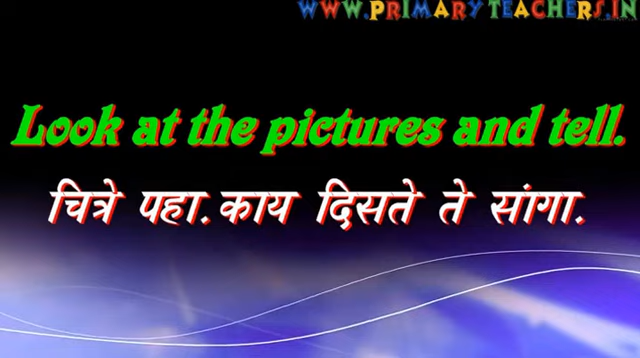 WWW.PRIMARYTEACHERS.IN
Look at the pictures and tell.
चित्रे पहा. काय दिसते ते सांगा.